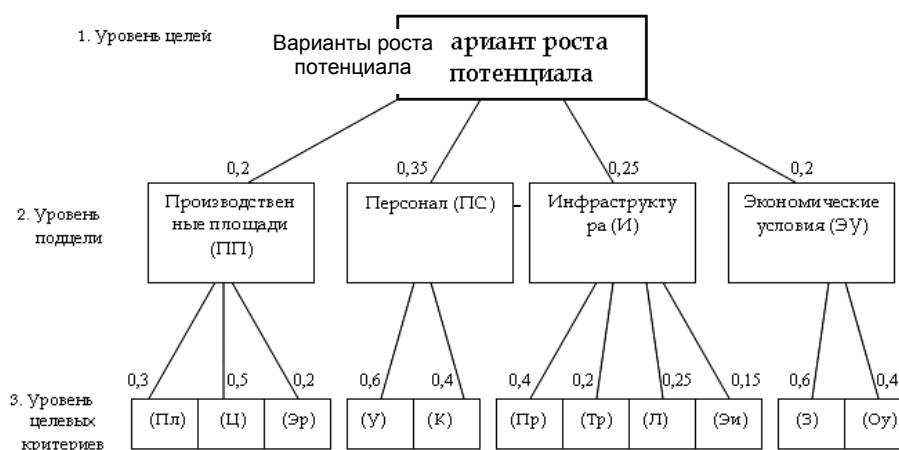 1. Уровень целей
Варианты роста
потенциала
ариант роста
потенциала
0,2
0,35
0,25
0,2
2. Уровень
подцели
Производствен
ные площади
(ПП)
Персонал (ПС)
Инфраструкту
ра (И)
Экономические
условия (ЭУ)
0,3
0,5
0,2
0,6
0,4
0,4
0,2
0,25
0,15
0,6
0,4
3. Уровень
целевых
критериев
(Пл)
(Ц)
(Эр)
(У)
(К)
(Пр)
(Тр)
(Л)
(Эи)
(З)
(Оу)